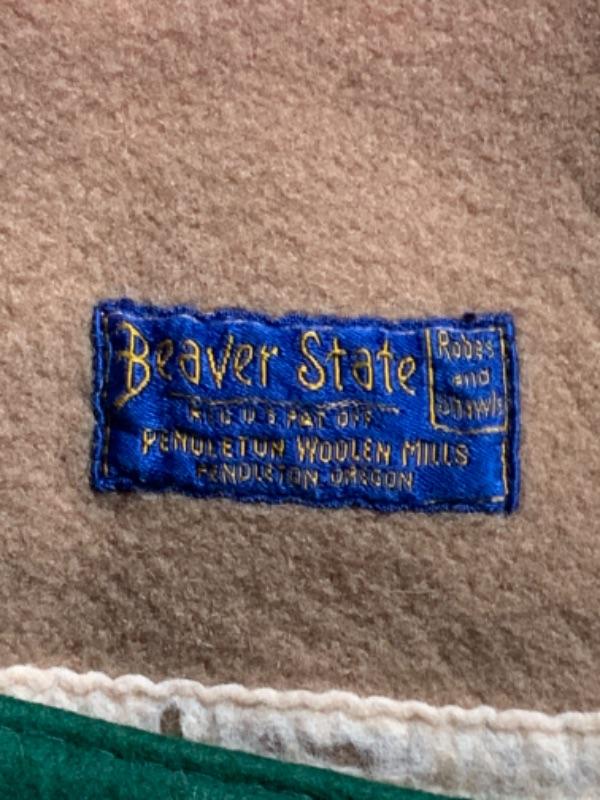 Beaver State
REG U S PAT OFF.
PENDLETON WOOLEN MILLS
PENDLETON, OREGON
Robes
and
Shawls